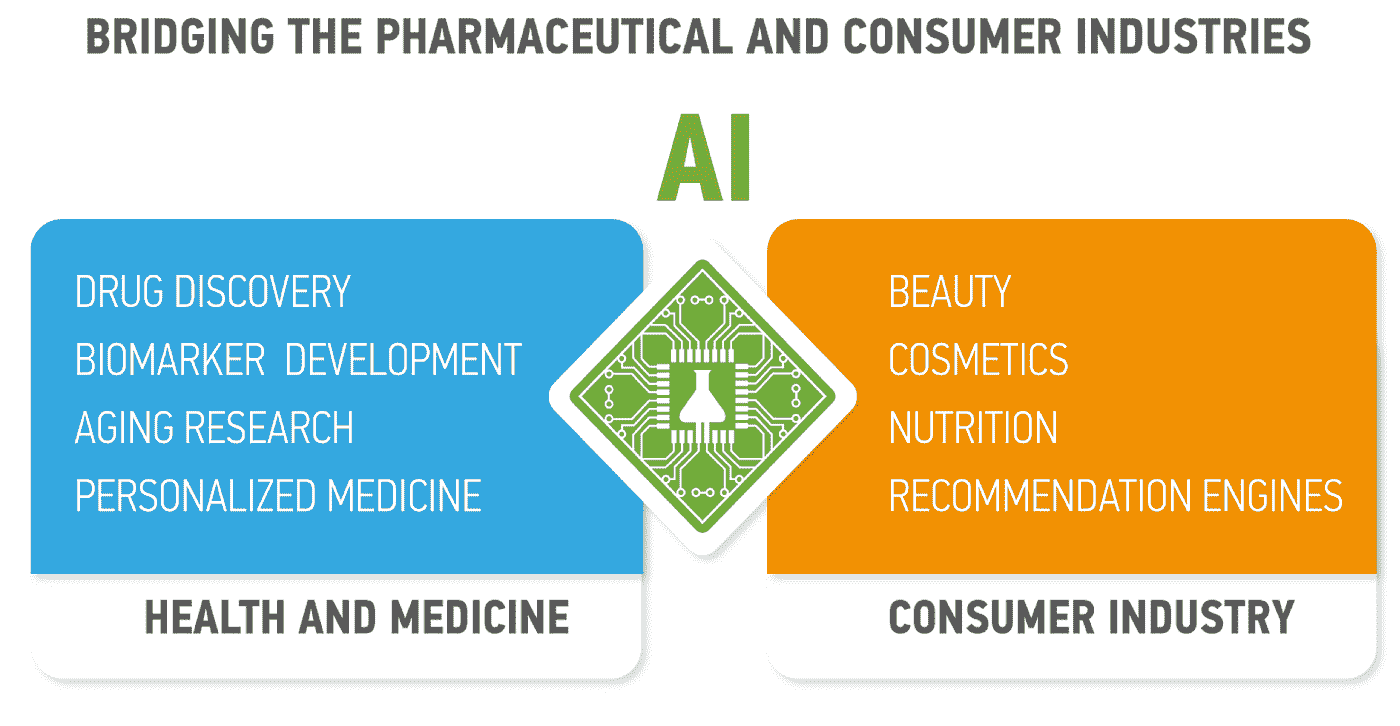 BRIDGING THE PHARMACEUTICAL AND CONSUMER INDUSTRIES
AI
DRUG DISCOVERY
BIOMARKER DEVELOPMENT
AGING RESEARCH
PERSONALIZED MEDICINE
HEALTH AND MEDICINE
BEAUTY
COSMETICS
NUTRITION
RECOMMENDATION ENGINES
CONSUMER INDUSTRY